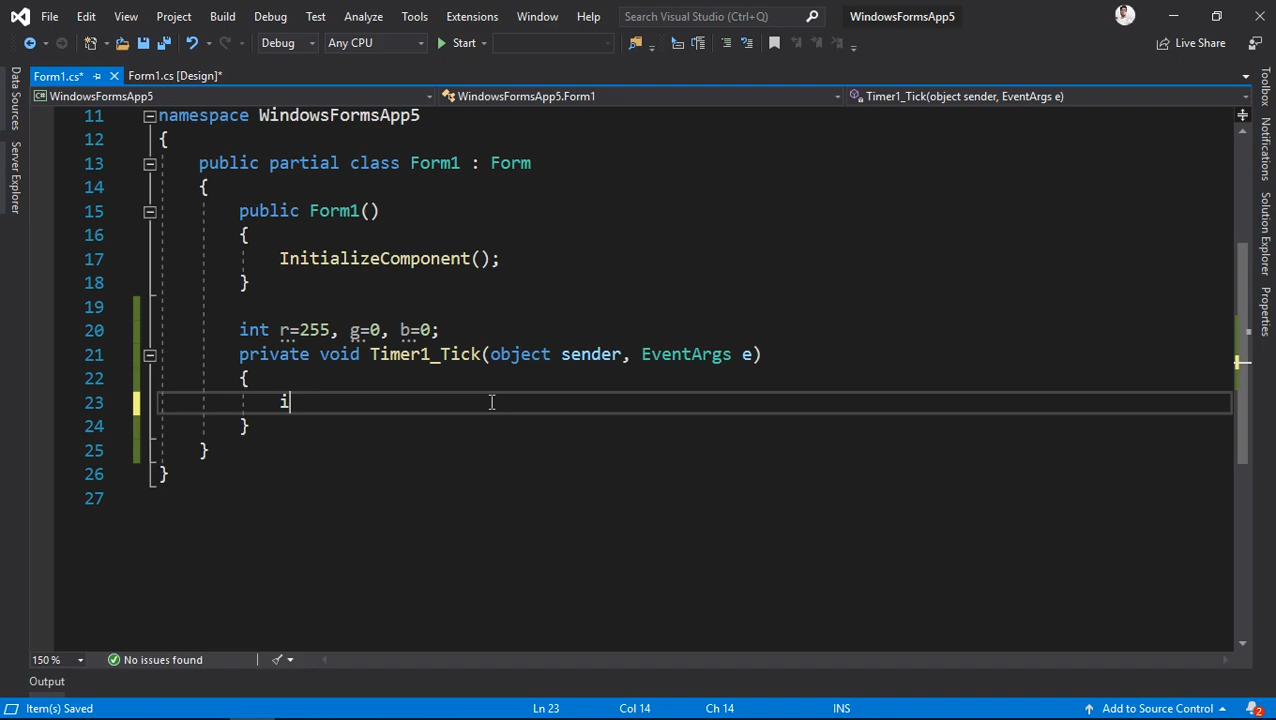 File Edit View Project Build Debug Test Analyze Tools Extensions Window Help Search Visual Studio (Ctrl+Q) WindowsFormsApp5
Debug Any CPU Start Live Share
Form1.cs* Form1.cs [Design]*
WindowsFormsApp5 WindowsFormsApp5.Form1 Timer1_Tick(object sender, EventArgs e)
Data Sources
Server Explorer
Toolbox
Notifications
Solution Explorer
Properties
11 namespace WindowsFormsApp5
12 {
13 public partial class Form1 : Form
14 {
15 public Form1()
16 {
17 InitializeComponent();
18 }
19
20 int r=255, g=0, b=0;
21 private void Timer1_Tick(object sender, EventArgs e)
22 {
23 i
24 }
25 }
26 }
27
150 % No issues found
Output
Item(s) Saved Ln 23 Col 14 Ch 14 INS Add to Source Control 2